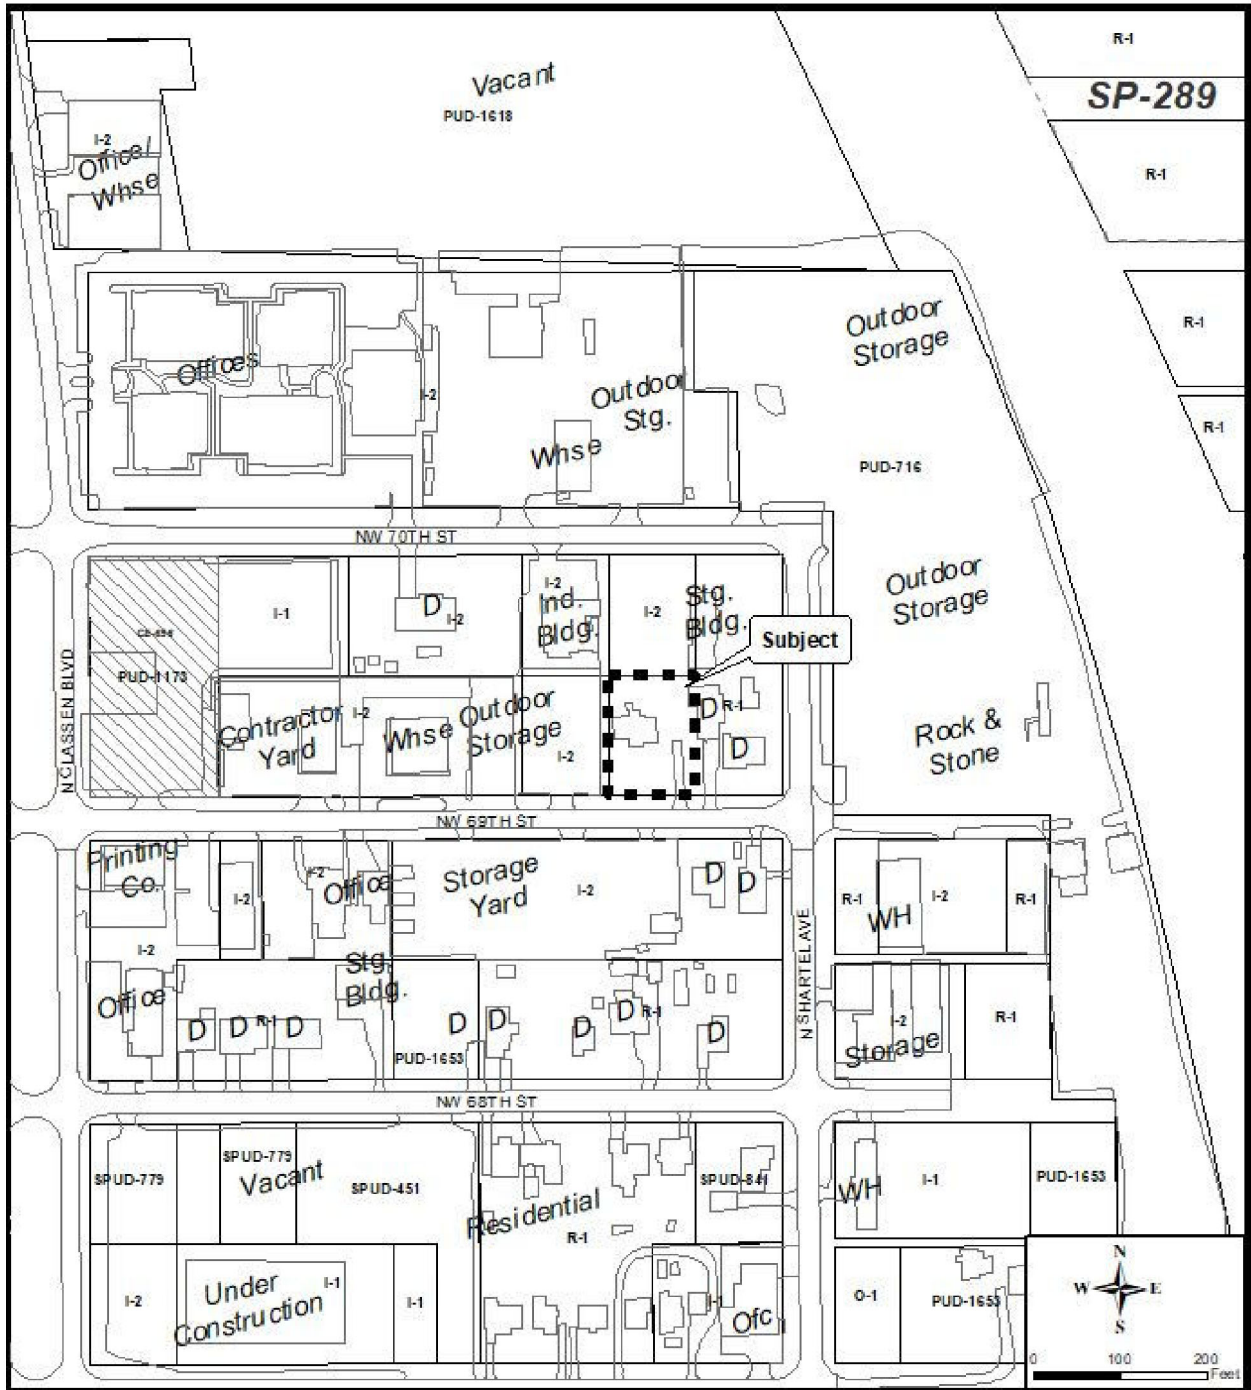 R-1
SP-289
Vacant
PUD-1618
I-2
Office/
Whse
R-1
R-1
Outdoor
Storage
Offices
I-2
Outdoor
Stg.
Whse
R-1
PUD-716
NW 70TH ST
I-1
D
I-2
I-2
Ind.
Bldg.
I-2
Stg.
Bldg.
Subject
Outdoor
Storage
PUD-1173
N CLASSEN BLVD
Contractor
Yard
I-2
Whse
Outdoor
Storage
I-2
D
R-1
D
Rock &
Stone
NW 69TH ST
Printing
Co.
I-2
I-2
Office
Storage
Yard
I-2
D
D
N SHARTEL AVE
R-1
WH
I-2
R-1
I-2
Office
Stg.
Bldg.
D
D
R-1
D
PUD-1653
D
D
D
D
R-1
D
I-2
Storage
R-1
NW 68TH ST
SPUD-779
SPUD-779
Vacant
SPUD-451
Residential
R-1
SPUD-841
WH
I-1
PUD-1653
I-2
Under
Construction
I-1
I-1
I-1
Ofc
O-1
PUD-1653
N
W
E
S
0
100
200
Feet